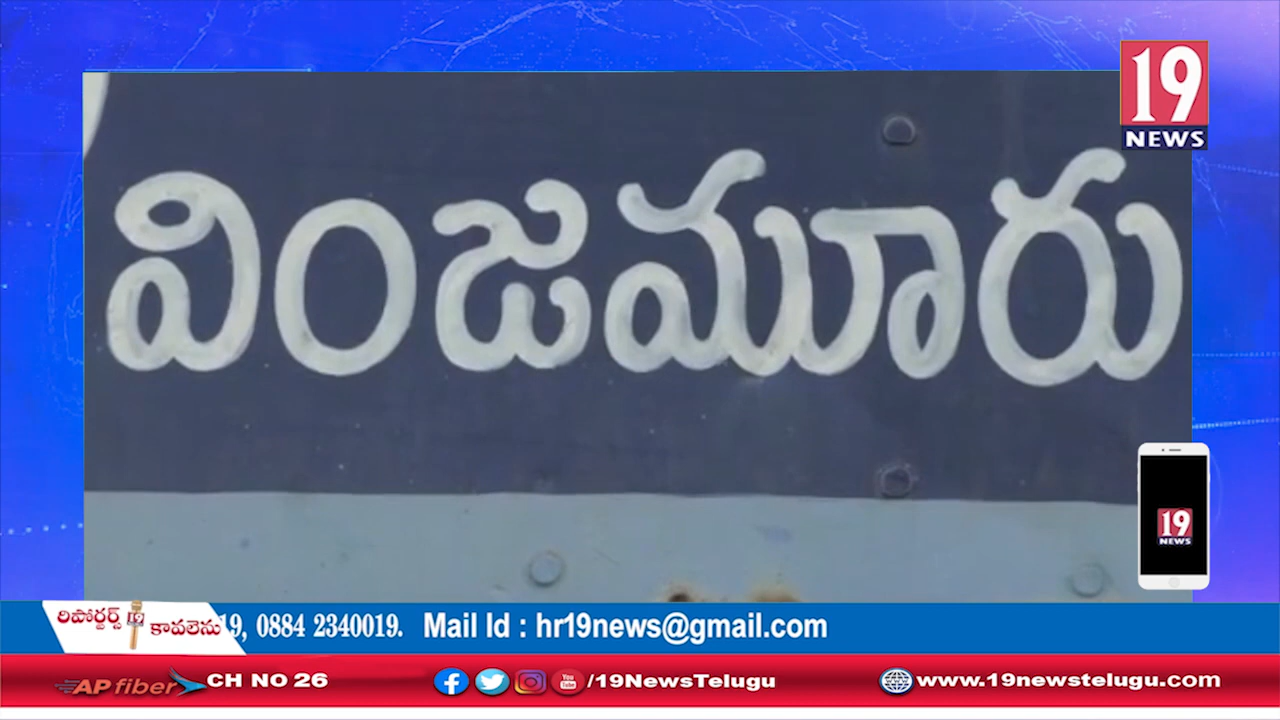 19
NEWS
వింజమూరు
19
NEWS
రిపోర్టర్స్ 19 కావలెను
19, 0884 2340019. Mail Id : hr19news@gmail.com
AP fiber CH NO 26 /19NewsTelugu www.19newstelugu.com